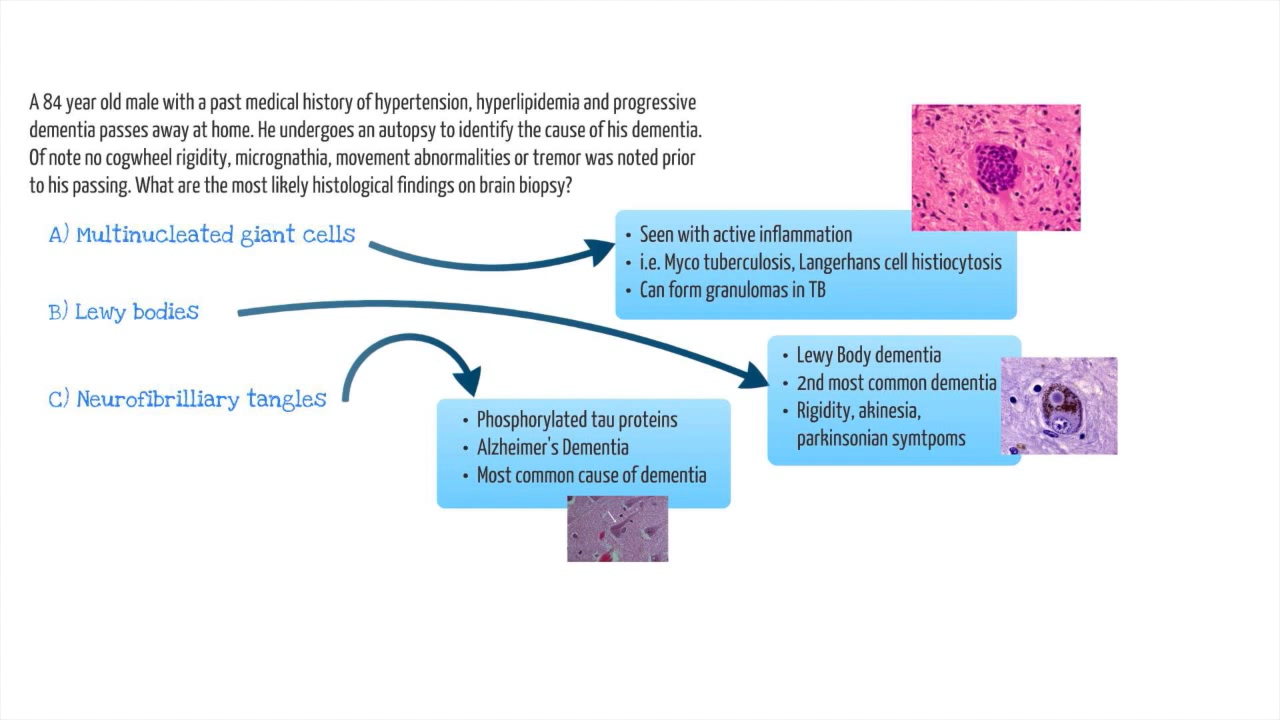 A 84 year old male with a past medical history of hypertension, hyperlipidemia and progressive
dementia passes away at home. He undergoes an autopsy to identify the cause of his dementia.
Of note no cogwheel rigidity, micrognathia, movement abnormalities or tremor was noted prior
to his passing. What are the most likely histological findings on brain biopsy?
A) Multinucleated giant cells
• Seen with active inflammation
• i.e. Myco tuberculosis, Langerhans cell histiocytosis
• Can form granulomas in TB
B) Lewy bodies
• Lewy Body dementia
• 2nd most common dementia
• Rigidity, akinesia,
parkinsonian symtpoms
C) Neurofibrilliary tangles
• Phosphorylated tau proteins
• Alzheimer's Dementia
• Most common cause of dementia